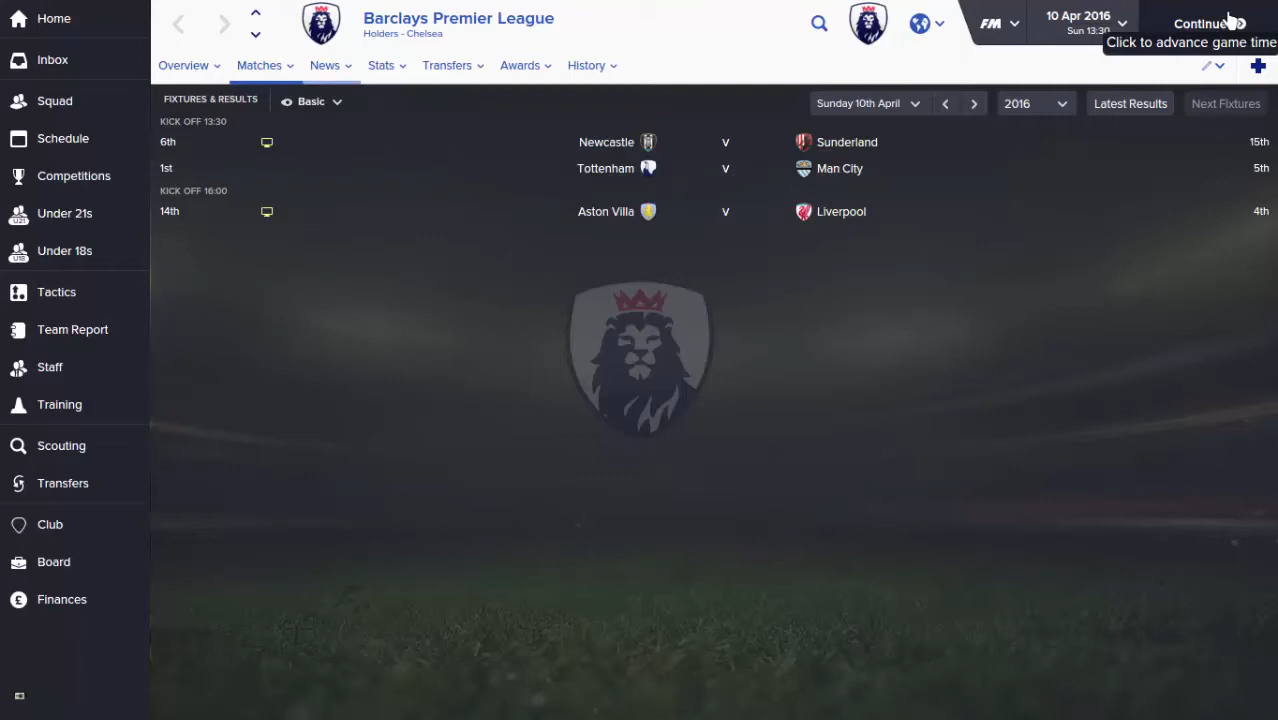 Home
Inbox
Squad
Schedule
Competitions
U21
Under 21s
U18
Under 18s
Tactics
Team Report
Staff
Training
Scouting
Transfers
Club
Board
£
Finances
Barclays Premier League
Holders - Chelsea
FM
10 Apr 2016
Sun 13:30
Continue
Click to advance game time
Overview
Matches
News
Stats
Transfers
Awards
History
FIXTURES & RESULTS
Basic
Sunday 10th April
2016
Latest Results
Next Fixtures
KICK OFF 13:30
6th Newcastle v Sunderland 15th
1st Tottenham v Man City 5th
KICK OFF 16:00
14th Aston Villa v Liverpool 4th